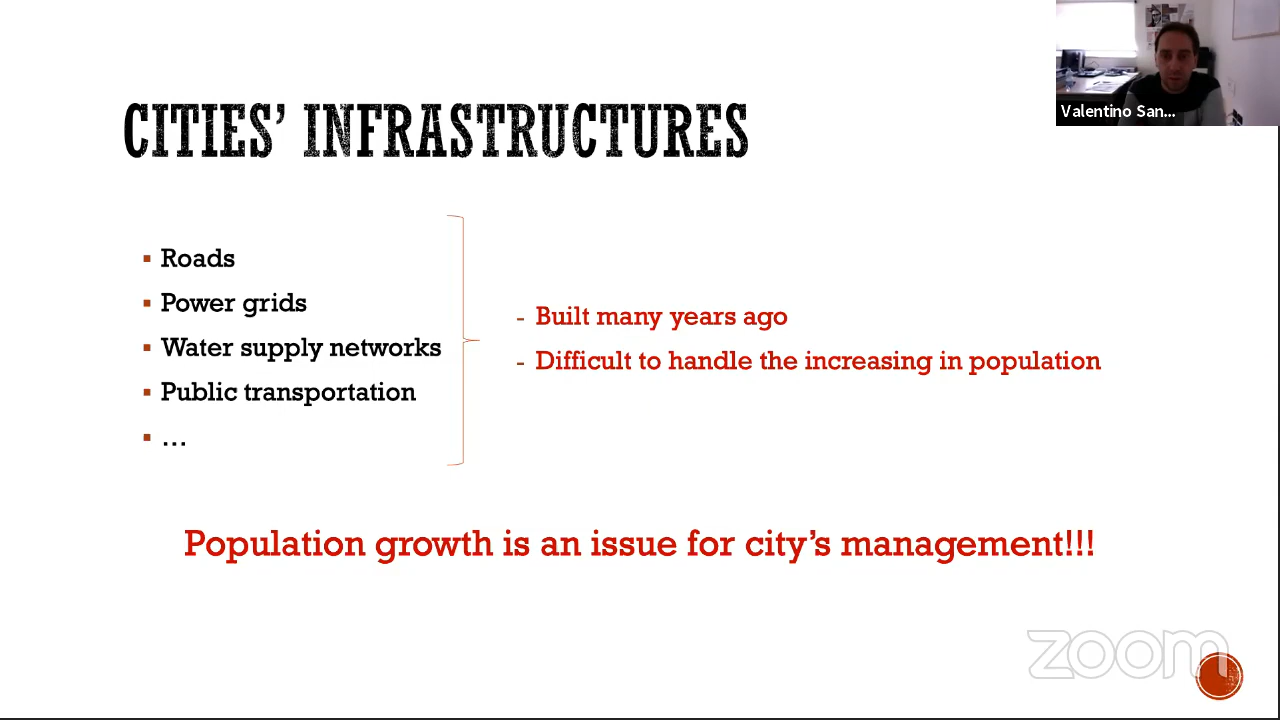 Valentino San...
CITIES' INFRASTRUCTURES
Roads
Power grids
Water supply networks
Public transportation
...
- Built many years ago
- Difficult to handle the increasing in population
Population growth is an issue for city's management!!!
zoom